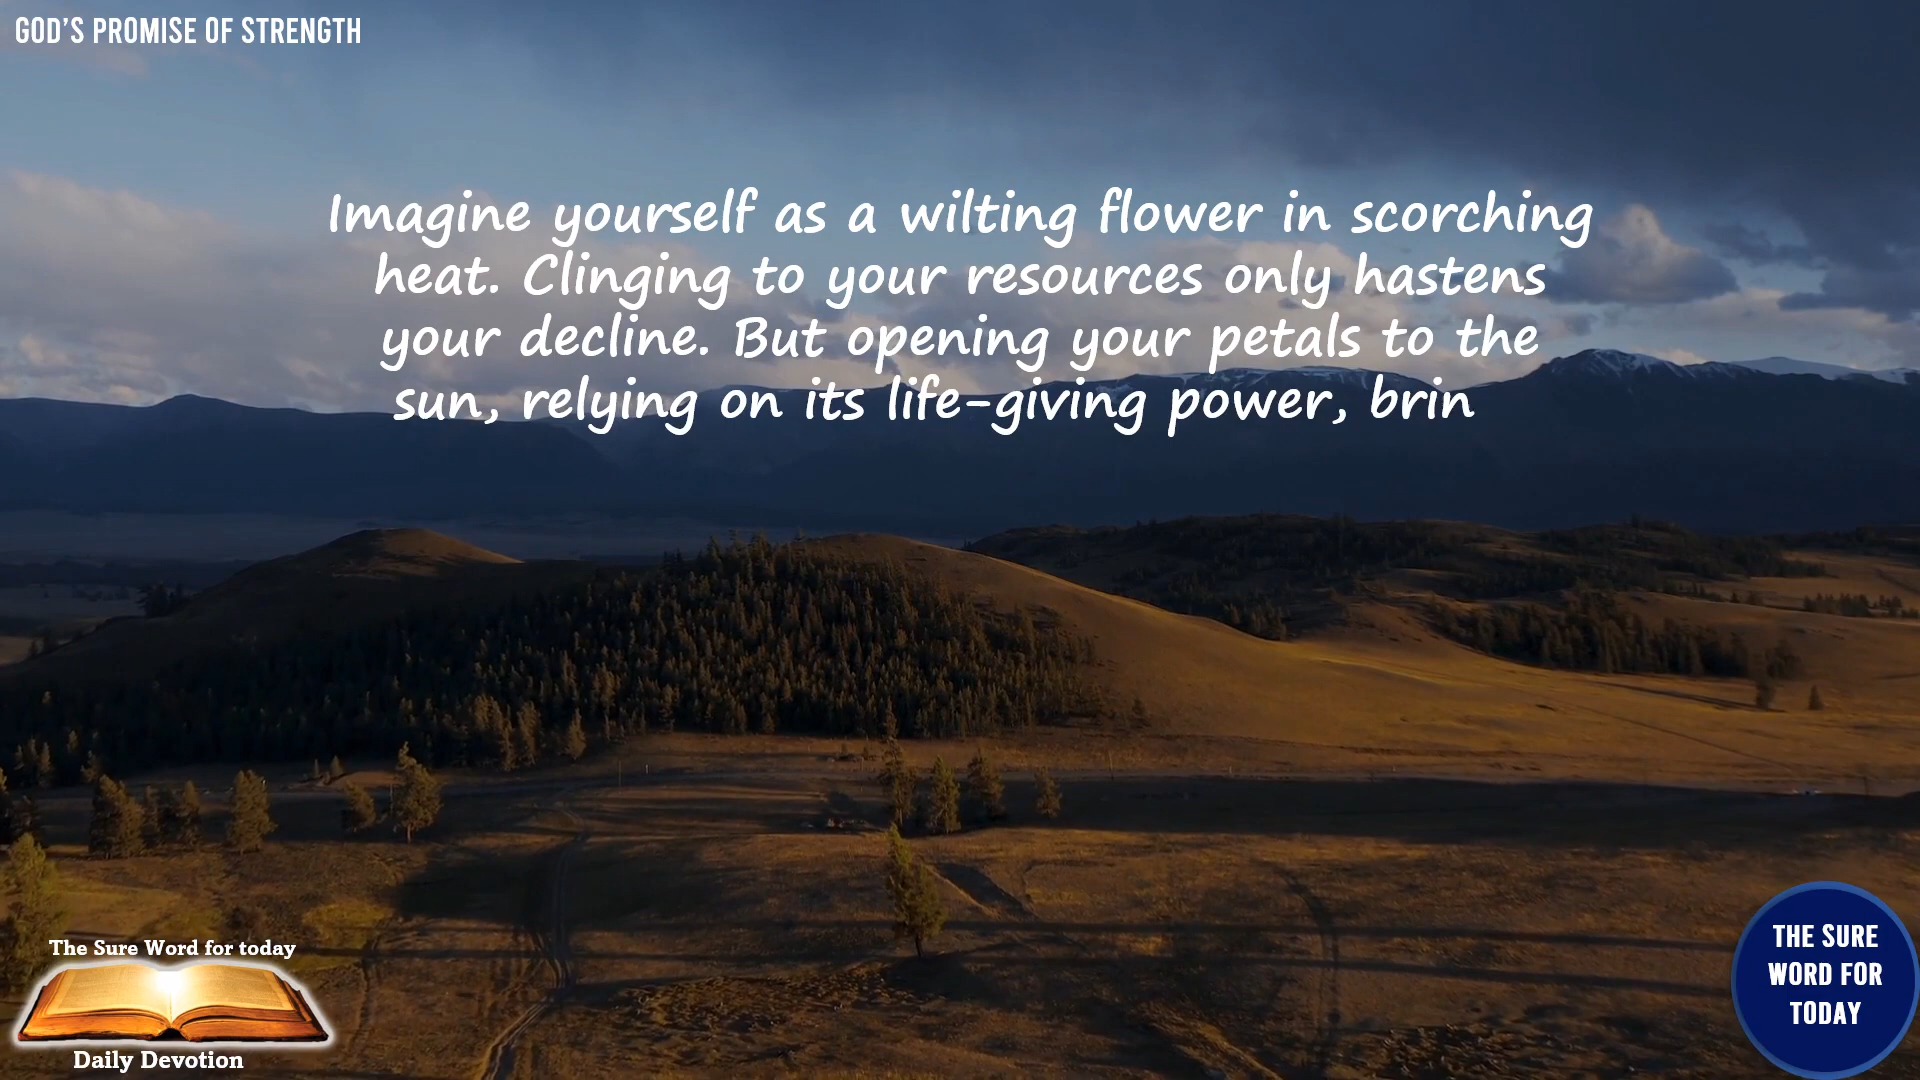 GOD'S PROMISE OF STRENGTH
Imagine yourself as a wilting flower in scorching
heat. Clinging to your resources only hastens
your decline. But opening your petals to the
sun, relying on its life-giving power, brin
The Sure Word for today
Daily Devotion
THE SURE
WORD FOR
TODAY